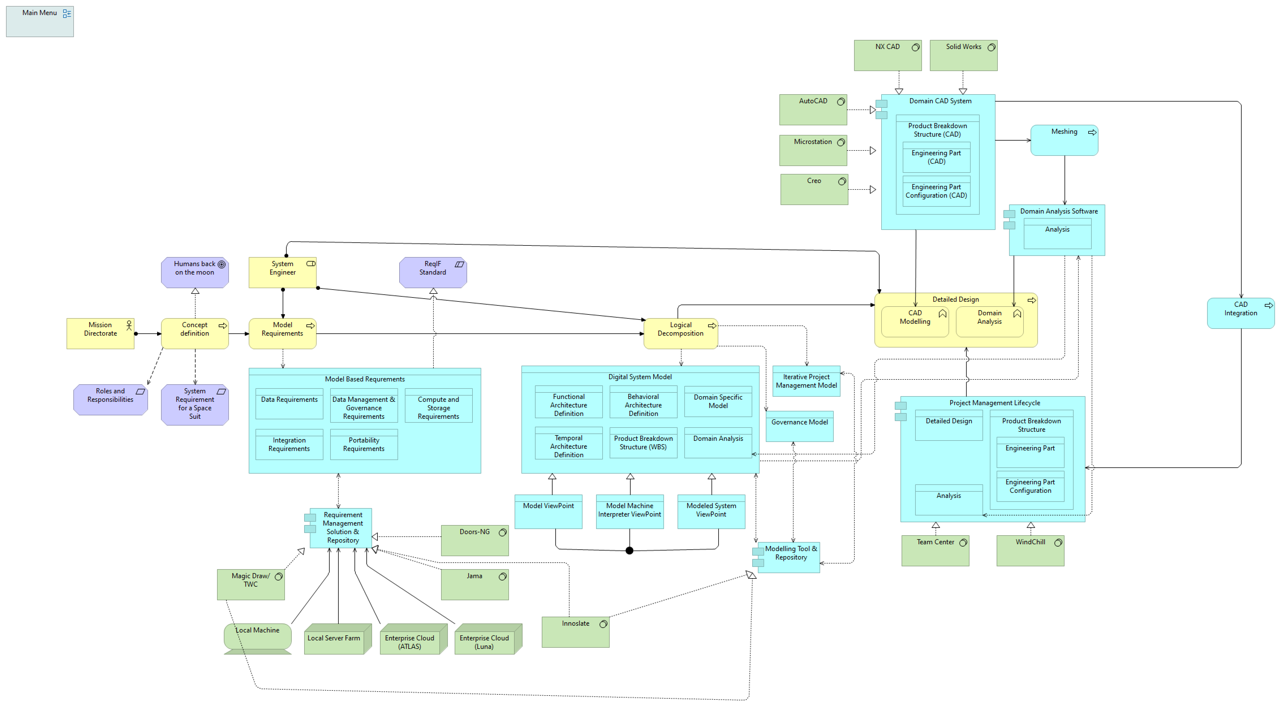 Main Menu
NX CAD
Solid Works
AutoCAD
Domain CAD System
Product Breakdown
Structure (CAD)
Engineering Part
(CAD)
Engineering Part
Configuration (CAD)
Microstation
Creo
Meshing
Domain Analysis Software
Analysis
Humans back
on the moon
System
Engineer
ReqIF
Standard
Mission
Directorate
Concept
definition
Model
Requirements
Logical
Decomposition
Detailed Design
CAD
Modelling
Domain
Analysis
CAD
Integration
Roles and
Responsibilities
System
Requirement
for a Space
Suit
Model Based Requrements
Data Requirements
Data Management &
Governance
Requirements
Compute and
Storage
Requirements
Integration
Requirements
Portability
Requirements
Digital System Model
Functional
Architecture
Definition
Behavioral
Architecture
Definition
Domain Specific
Model
Temporal
Architecture
Definition
Product Breakdown
Structure (WBS)
Domain Analysis
Iterative Project
Management Model
Governance Model
Project Management Lifecycle
Detailed Design
Product Breakdown
Structure
Engineering Part
Engineering Part
Configuration
Analysis
Model ViewPoint
Model Machine
Interpreter ViewPoint
Modeled System
ViewPoint
Requirement
Management
Solution &
Repository
Doors-NG
Modelling Tool &
Repository
Team Center
WindChill
Magic Draw/
TWC
Jama
Innoslate
Local Machine
Local Server Farm
Enterprise Cloud
(ATLAS)
Enterprise Cloud
(Luna)